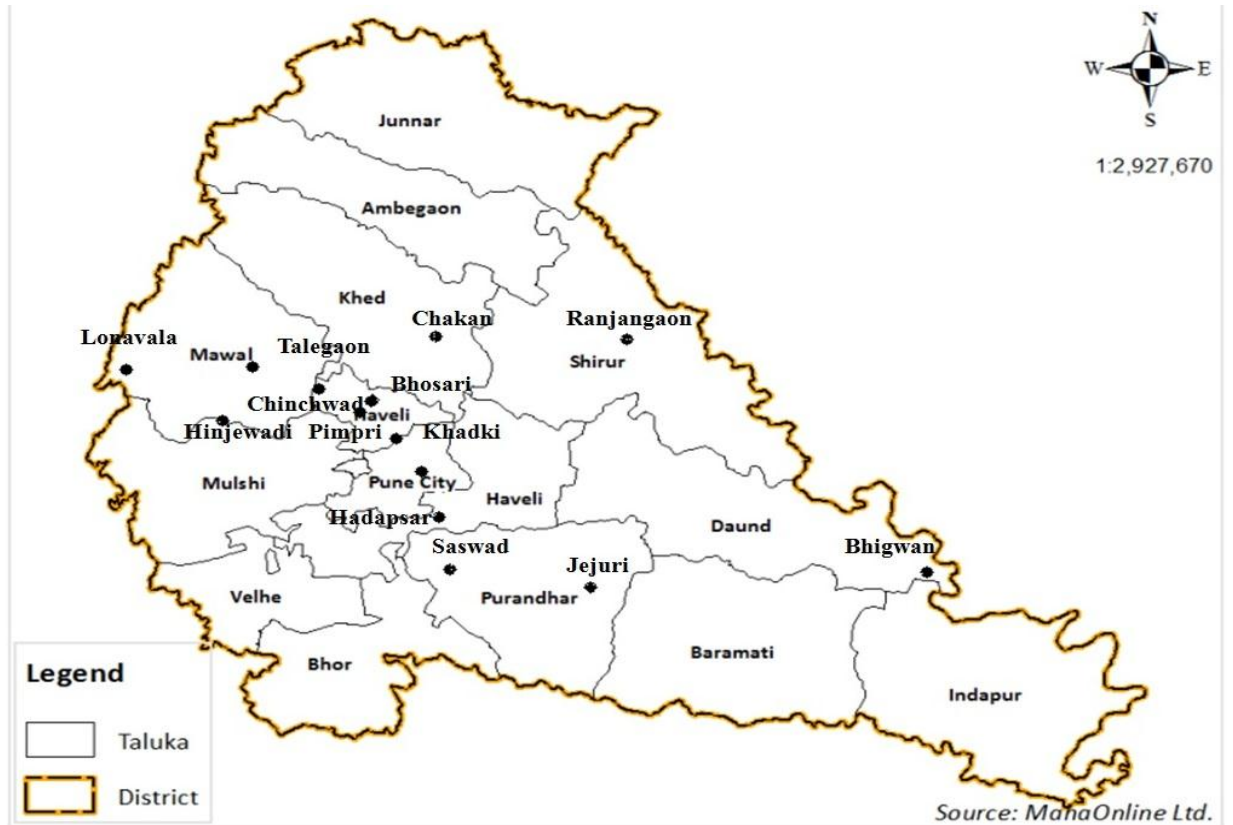 N
W E
S
1:2,927,670
Junnar
Ambegaon
Khed
Chakan
Ranjangaon
Lonavala
Mawal
Talegaon
Shirur
Bhosari
Chinchwad
Haveli
Hinjewadi
Pimpri
Khadki
Mulshi
Pune City
Haveli
Hadapsar
Daund
Saswad
Bhigwan
Jejuri
Velhe
Purandhar
Bhor
Baramati
Indapur
Legend
Taluka
District
Source: MahaOnline Ltd.